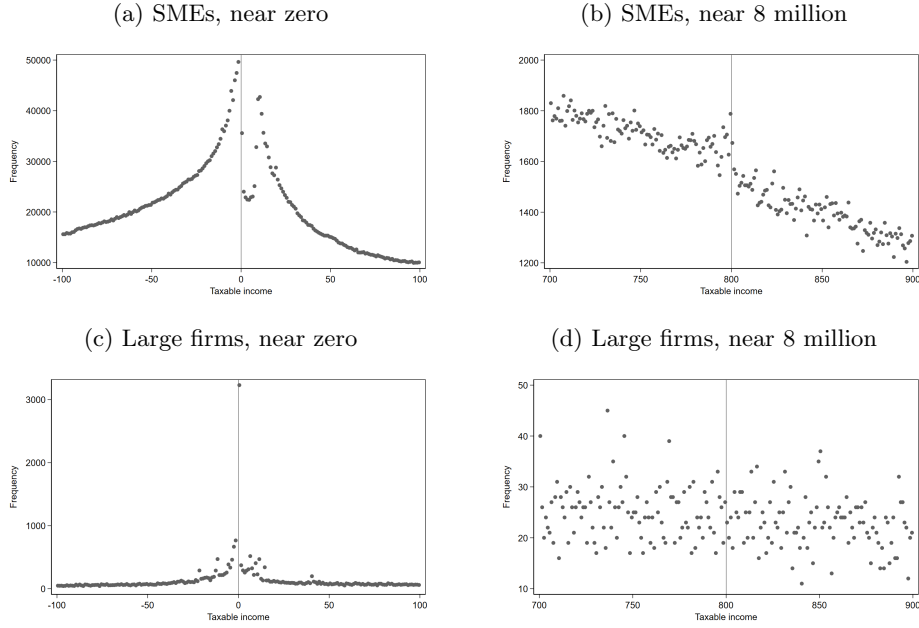 (a) SMEs, near zero
(b) SMEs, near 8 million
50000
40000
30000
20000
10000
Frequency
-100 -50 0 50 100
Taxable income
2000
1800
1600
1400
1200
Frequency
700 750 800 850 900
Taxable income
(c) Large firms, near zero
(d) Large firms, near 8 million
3000
2000
1000
0
Frequency
-100 -50 0 50 100
Taxable income
50
40
30
20
10
Frequency
700 750 800 850 900
Taxable income